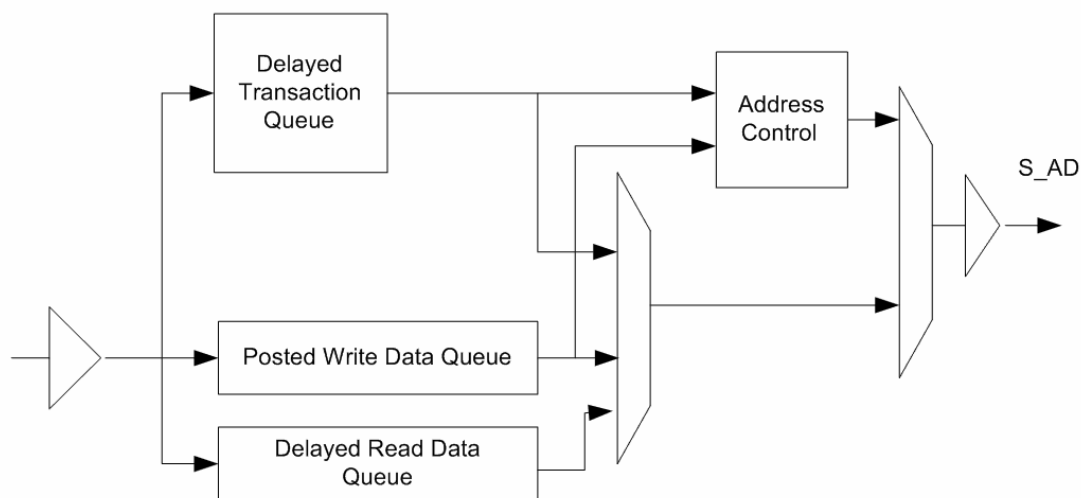 Delayed
Transaction
Queue
Address
Control
S_AD
Posted Write Data Queue
Delayed Read Data
Queue